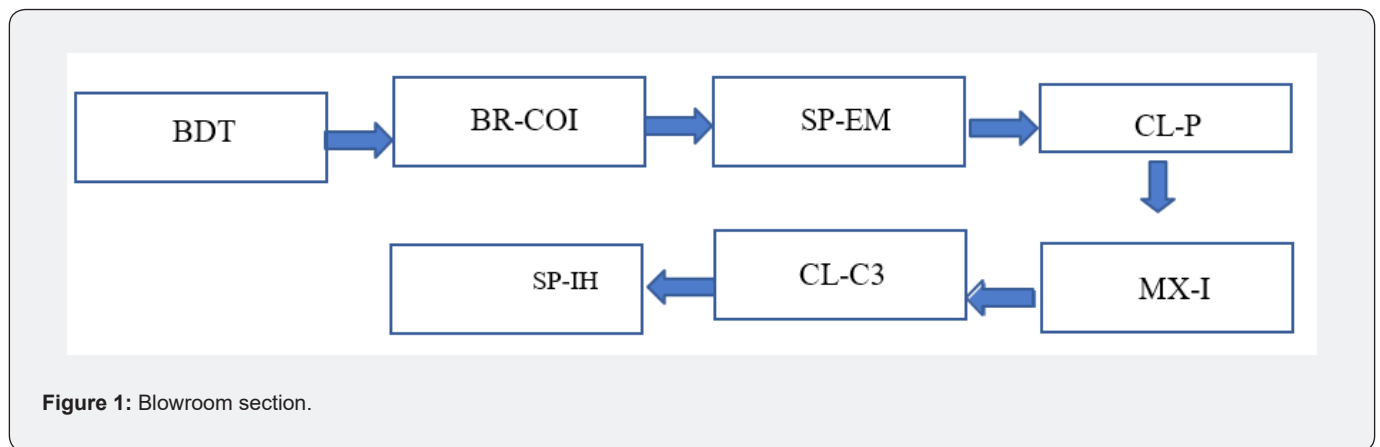 BDT
BR-COI
SP-EM
CL-P
MX-I
CL-C3
SP-IH
Figure 1: Blowroom section.